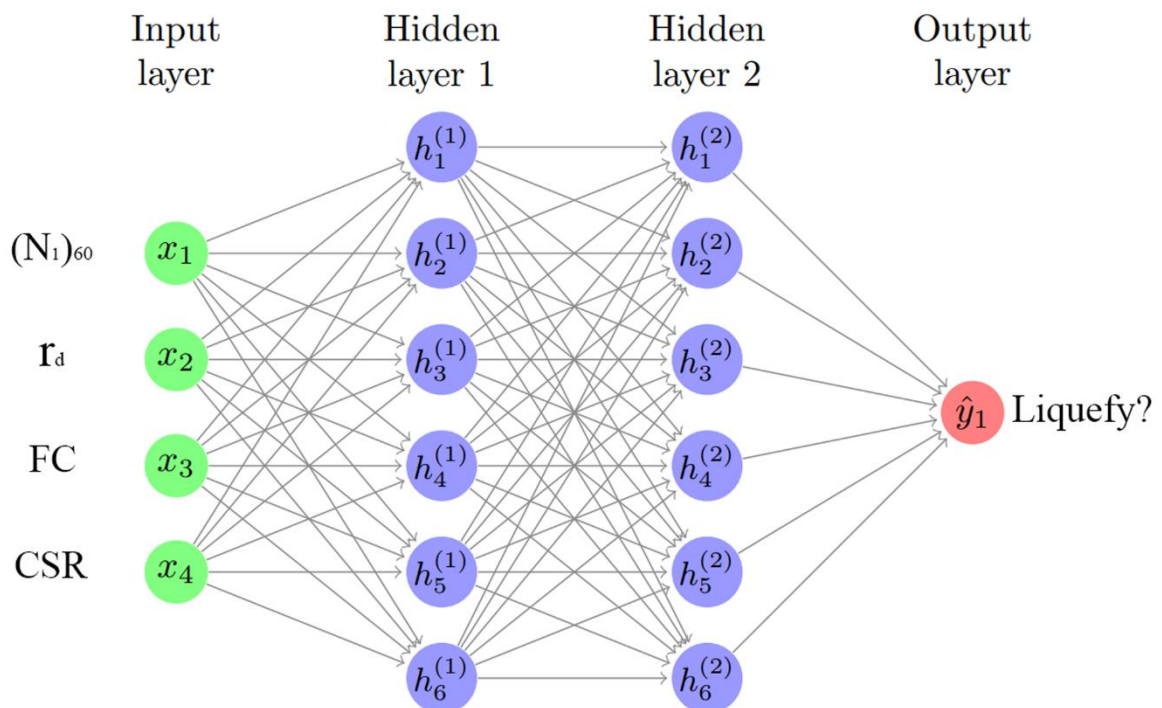 Input
layer
Hidden
layer 1
Hidden
layer 2
Output
layer
h₁⁽¹⁾
h₁⁽²⁾
(N₁)₆₀
x₁
h₂⁽¹⁾
h₂⁽²⁾
r_d
x₂
h₃⁽¹⁾
h₃⁽²⁾
ŷ₁
Liquefy?
FC
x₃
h₄⁽¹⁾
h₄⁽²⁾
CSR
x₄
h₅⁽¹⁾
h₅⁽²⁾
h₆⁽¹⁾
h₆⁽²⁾